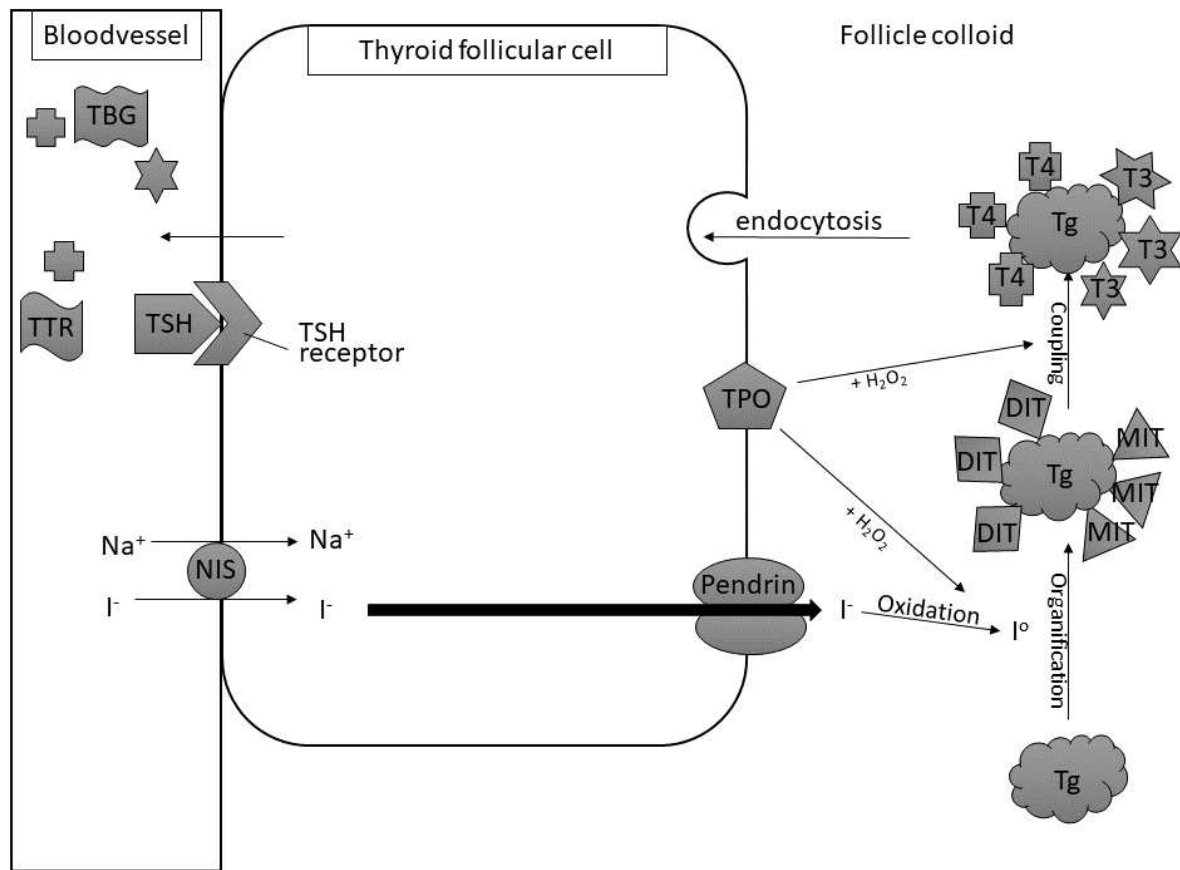 Bloodvessel
Thyroid follicular cell
Follicle colloid
TBG
T4
T3
T4
Tg
T3
T4
T3
endocytosis
TTR
TSH
TSH
receptor
Coupling
+ H₂O₂
TPO
DIT
MIT
DIT
Tg
MIT
DIT
MIT
+ H₂O₂
Na⁺
Na⁺
NIS
I⁻
I⁻
Pendrin
I⁻
Oxidation
Iº
Organification
Tg